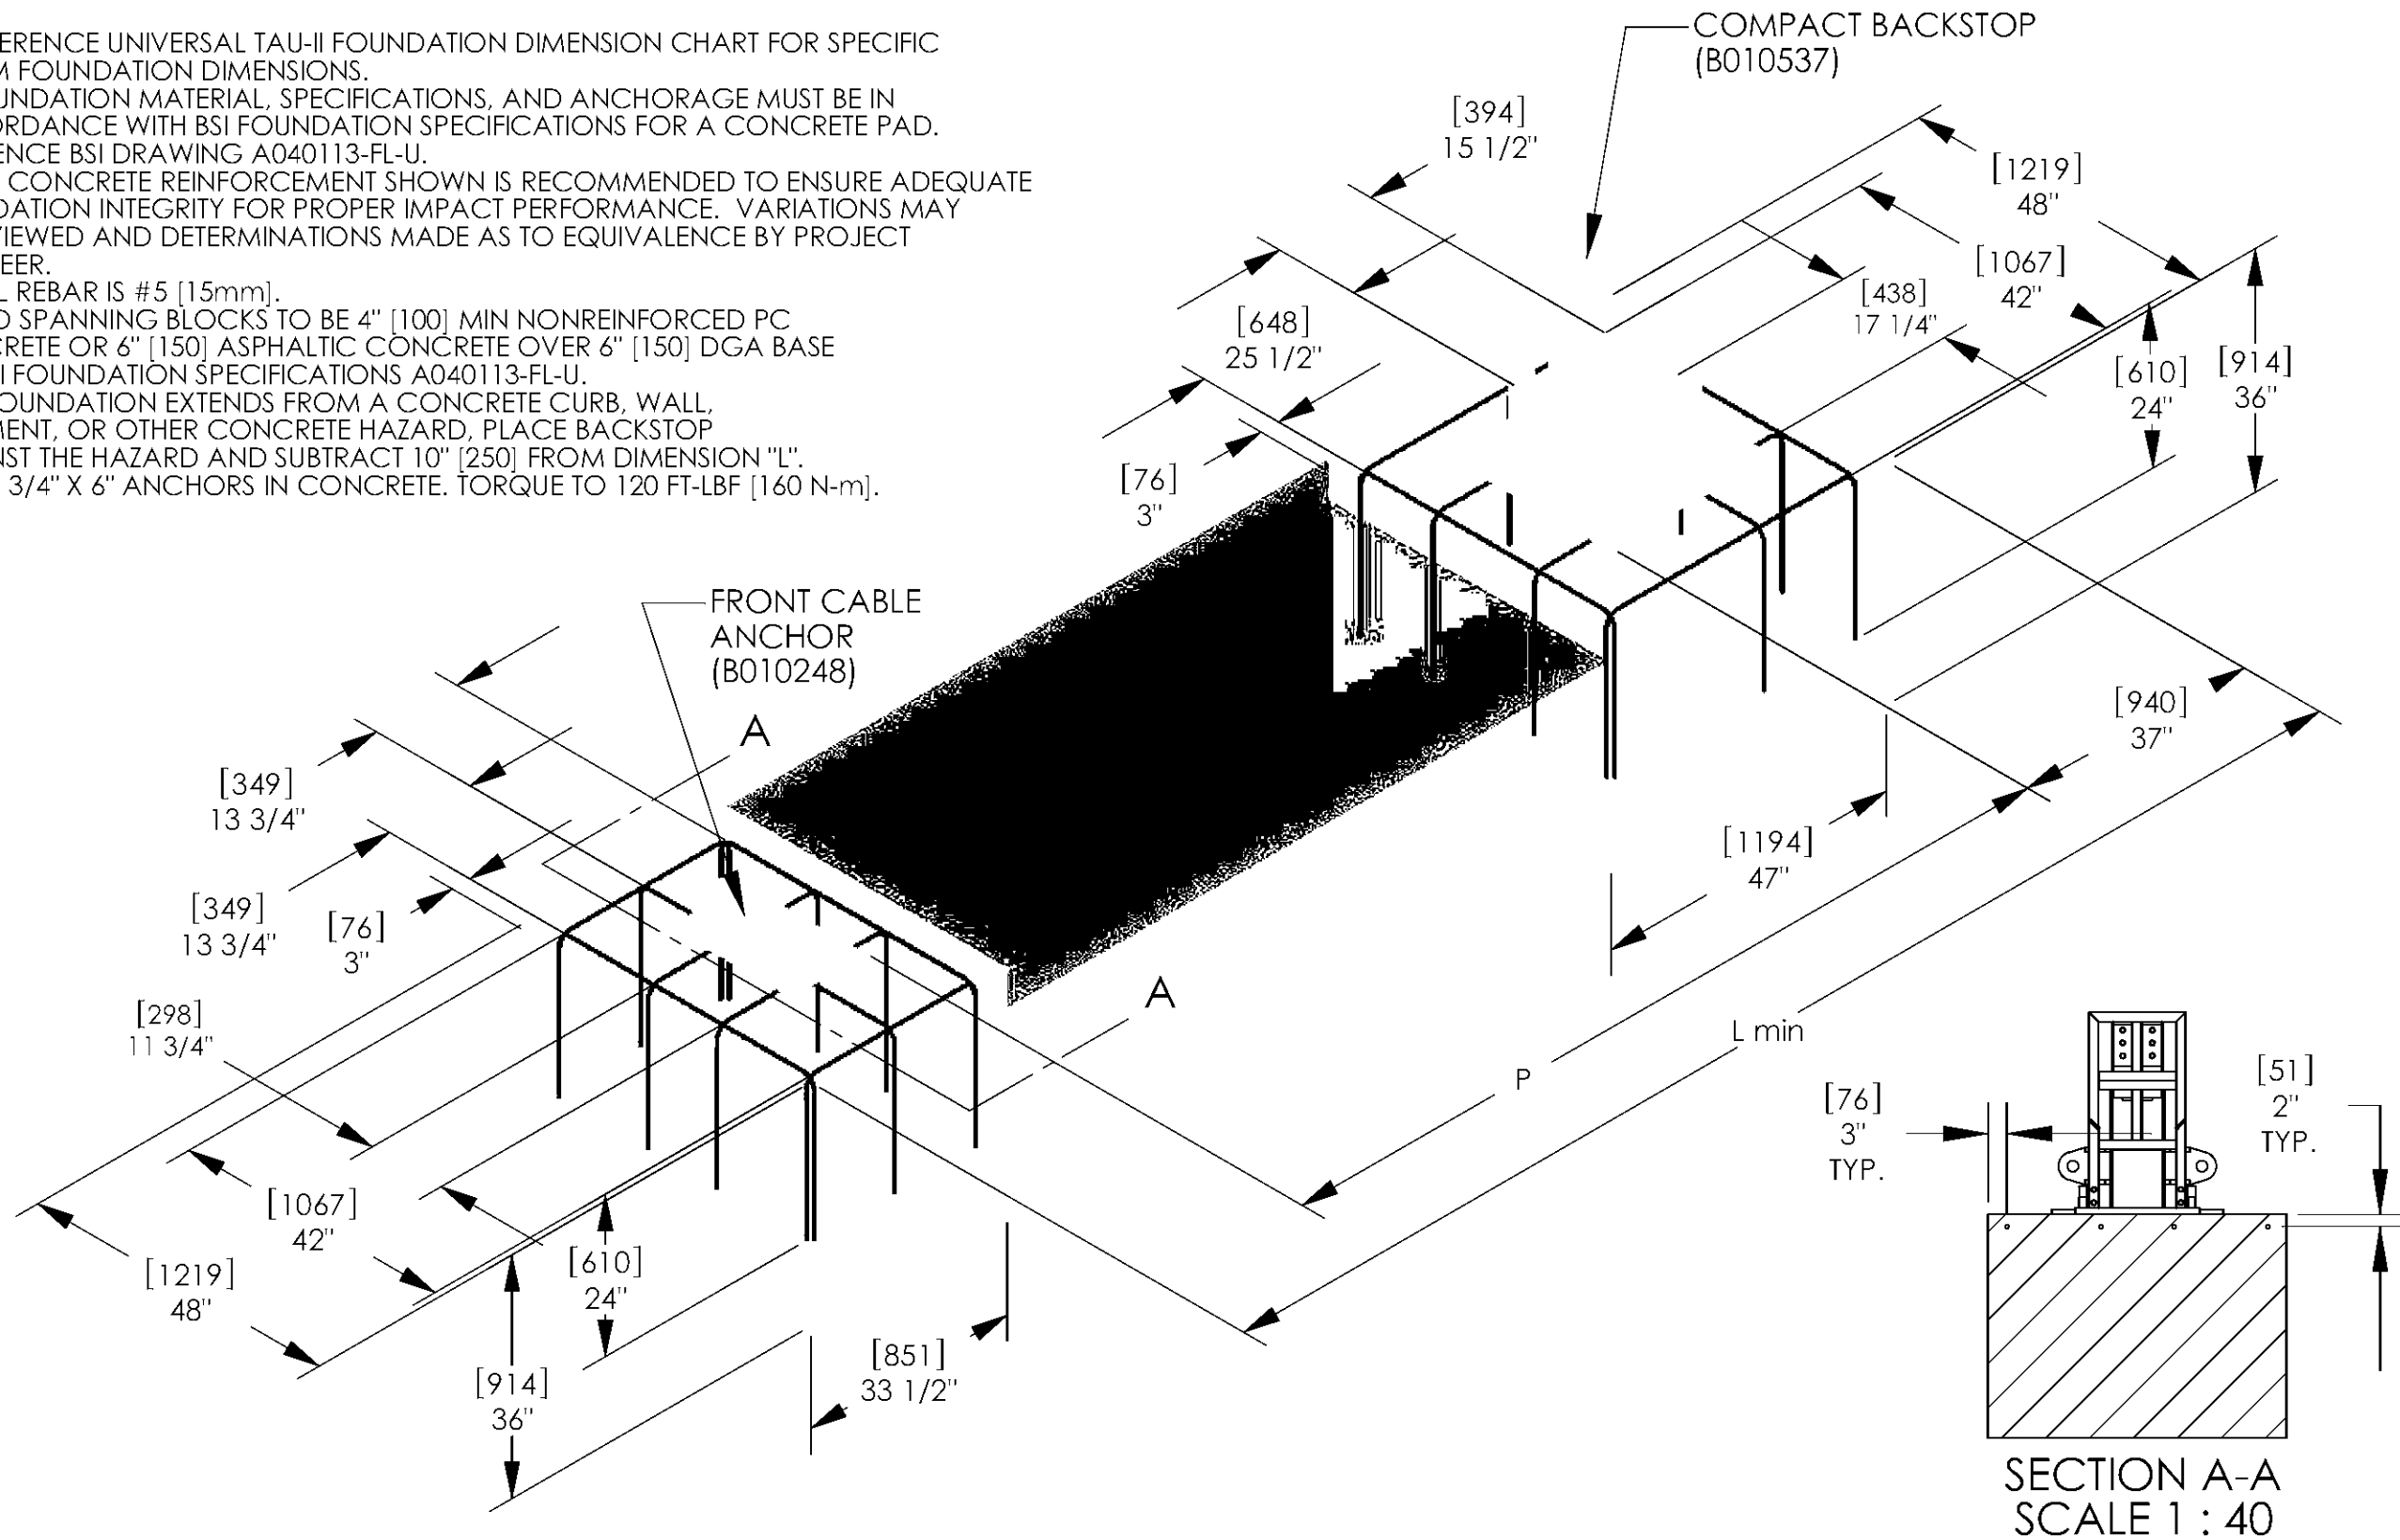 ERENCE UNIVERSAL TAU-II FOUNDATION DIMENSION CHART FOR SPECIFIC
M FOUNDATION DIMENSIONS.
UNDATION MATERIAL, SPECIFICATIONS, AND ANCHORAGE MUST BE IN
ORDANCE WITH BSI FOUNDATION SPECIFICATIONS FOR A CONCRETE PAD.
ENCE BSI DRAWING A040113-FL-U.
CONCRETE REINFORCEMENT SHOWN IS RECOMMENDED TO ENSURE ADEQUATE
DATION INTEGRITY FOR PROPER IMPACT PERFORMANCE. VARIATIONS MAY
VIEWED AND DETERMINATIONS MADE AS TO EQUIVALENCE BY PROJECT
EER.
L REBAR IS #5 [15mm].
D SPANNING BLOCKS TO BE 4" [100] MIN NONREINFORCED PC
CRETE OR 6" [150] ASPHALTIC CONCRETE OVER 6" [150] DGA BASE
I FOUNDATION SPECIFICATIONS A040113-FL-U.
OUNDATION EXTENDS FROM A CONCRETE CURB, WALL,
MENT, OR OTHER CONCRETE HAZARD, PLACE BACKSTOP
NST THE HAZARD AND SUBTRACT 10" [250] FROM DIMENSION "L".
3/4" X 6" ANCHORS IN CONCRETE. TORQUE TO 120 FT-LBF [160 N-m].
COMPACT BACKSTOP
(B010537)
[394]
15 1/2"
[1219]
48"
[1067]
42"
[438]
17 1/4"
[648]
25 1/2"
[610]
24"
[914]
36"
[76]
3"
FRONT CABLE
ANCHOR
(B010248)
A
[940]
37"
[349]
13 3/4"
[1194]
47"
[349]
13 3/4"
[76]
3"
A
[298]
11 3/4"
L min
P
[1067]
42"
[1219]
48"
[610]
24"
[914]
36"
[851]
33 1/2"
[76]
3"
TYP.
[51]
2"
TYP.
SECTION A-A
SCALE 1 : 40